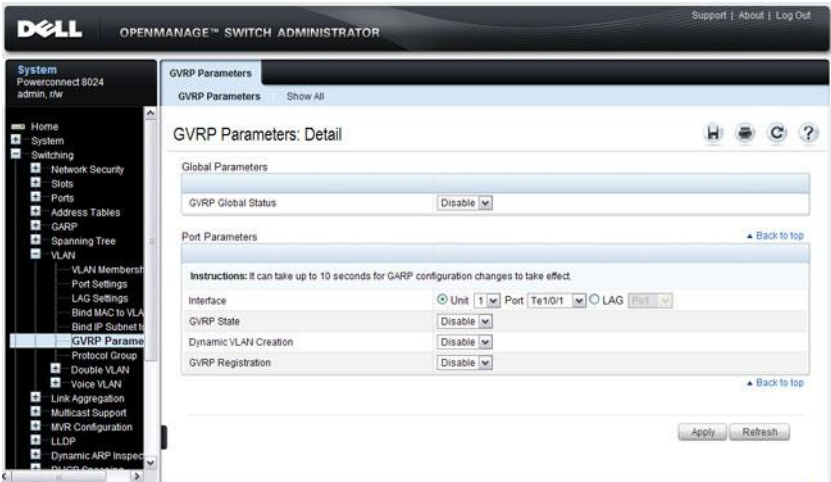 Support | About | Log Out
DELL OPENMANAGE™ SWITCH ADMINISTRATOR
System
Powerconnect 8024
admin, r/w
Home
System
Switching
Network Security
Slots
Ports
Address Tables
GARP
Spanning Tree
VLAN
VLAN Membersh
Port Settings
LAG Settings
Bind MAC to VLA
Bind IP Subnet to
GVRP Parame
Protocol Group
Double VLAN
Voice VLAN
Link Aggregation
Multicast Support
MVR Configuration
LLDP
Dynamic ARP Inspec
GVRP Parameters
GVRP Parameters Show All
GVRP Parameters: Detail
Global Parameters
GVRP Global Status Disable
Port Parameters Back to top
Instructions: It can take up to 10 seconds for GARP configuration changes to take effect.
Interface Unit 1 Port Te1/0/1 LAG
GVRP State Disable
Dynamic VLAN Creation Disable
GVRP Registration Disable
Back to top
Apply Refresh